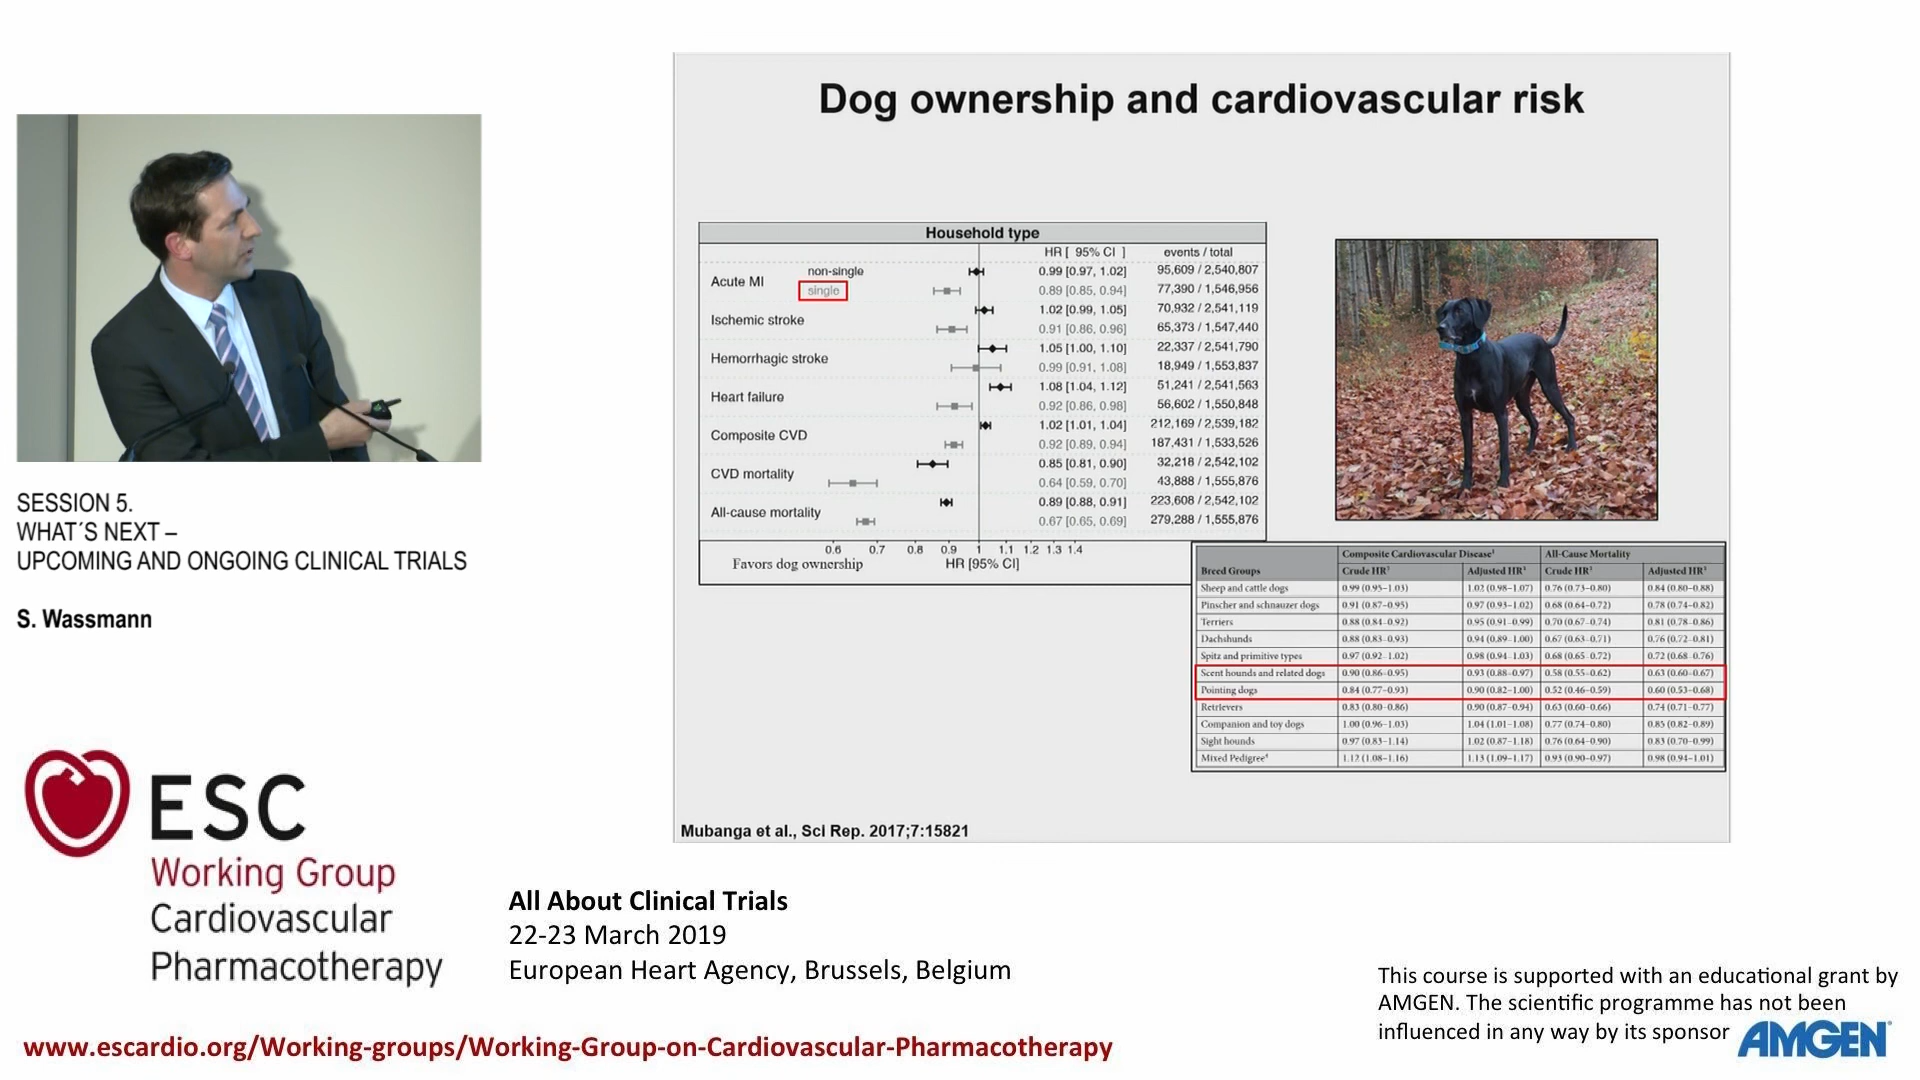 Dog ownership and cardiovascular risk
Household type
HR [ 95% CI ] events / total
Acute MI
non-single 0.99 [0.97, 1.02] 95,609 / 2,540,807
single 0.89 [0.85, 0.94] 77,390 / 1,546,956
Ischemic stroke
1.02 [0.99, 1.05] 70,932 / 2,541,119
0.91 [0.86, 0.96] 65,373 / 1,547,440
Hemorrhagic stroke
1.05 [1.00, 1.10] 22,337 / 2,541,790
0.99 [0.91, 1.08] 18,949 / 1,553,837
Heart failure
1.08 [1.04, 1.12] 51,241 / 2,541,563
0.92 [0.86, 0.98] 56,602 / 1,550,848
Composite CVD
1.02 [1.01, 1.04] 212,169 / 2,539,182
0.92 [0.89, 0.94] 187,431 / 1,533,526
CVD mortality
0.85 [0.81, 0.90] 32,218 / 2,542,102
0.64 [0.59, 0.70] 43,888 / 1,555,876
All-cause mortality
0.89 [0.88, 0.91] 223,608 / 2,542,102
0.67 [0.65, 0.69] 279,288 / 1,555,876
0.6 0.7 0.8 0.9 1 1.1 1.2 1.3 1.4
Favors dog ownership HR [95% CI]
Composite Cardiovascular Disease¹ All-Cause Mortality
Breed Groups Crude HR² Adjusted HR³ Crude HR² Adjusted HR³
Sheep and cattle dogs 0.99 (0.95–1.03) 1.02 (0.98–1.07) 0.76 (0.73–0.80) 0.84 (0.80–0.88)
Pinscher and schnauzer dogs 0.91 (0.87–0.95) 0.97 (0.93–1.02) 0.68 (0.64–0.72) 0.78 (0.74–0.82)
Terriers 0.88 (0.84–0.92) 0.95 (0.91–0.99) 0.70 (0.67–0.74) 0.81 (0.78–0.86)
Dachshunds 0.88 (0.83–0.93) 0.94 (0.89–1.00) 0.67 (0.63–0.71) 0.76 (0.72–0.81)
Spitz and primitive types 0.97 (0.92–1.02) 0.98 (0.94–1.03) 0.68 (0.65–0.72) 0.72 (0.68–0.76)
Scent hounds and related dogs 0.90 (0.86–0.95) 0.93 (0.88–0.97) 0.58 (0.55–0.62) 0.63 (0.60–0.67)
Pointing dogs 0.84 (0.77–0.93) 0.90 (0.82–1.00) 0.52 (0.46–0.59) 0.60 (0.53–0.68)
Retrievers 0.83 (0.80–0.86) 0.90 (0.87–0.94) 0.63 (0.60–0.66) 0.74 (0.71–0.77)
Companion and toy dogs 1.00 (0.96–1.03) 1.04 (1.01–1.08) 0.77 (0.74–0.80) 0.85 (0.82–0.89)
Sight hounds 0.97 (0.83–1.14) 1.02 (0.87–1.18) 0.76 (0.64–0.90) 0.83 (0.70–0.99)
Mixed Pedigree⁴ 1.12 (1.08–1.16) 1.13 (1.09–1.17) 0.93 (0.90–0.97) 0.98 (0.94–1.01)
Mubanga et al., Sci Rep. 2017;7:15821
SESSION 5.
WHAT´S NEXT –
UPCOMING AND ONGOING CLINICAL TRIALS
S. Wassmann
ESC
Working Group
Cardiovascular
Pharmacotherapy
All About Clinical Trials
22-23 March 2019
European Heart Agency, Brussels, Belgium
This course is supported with an educational grant by
AMGEN. The scientific programme has not been
influenced in any way by its sponsor
AMGEN®
www.escardio.org/Working-groups/Working-Group-on-Cardiovascular-Pharmacotherapy